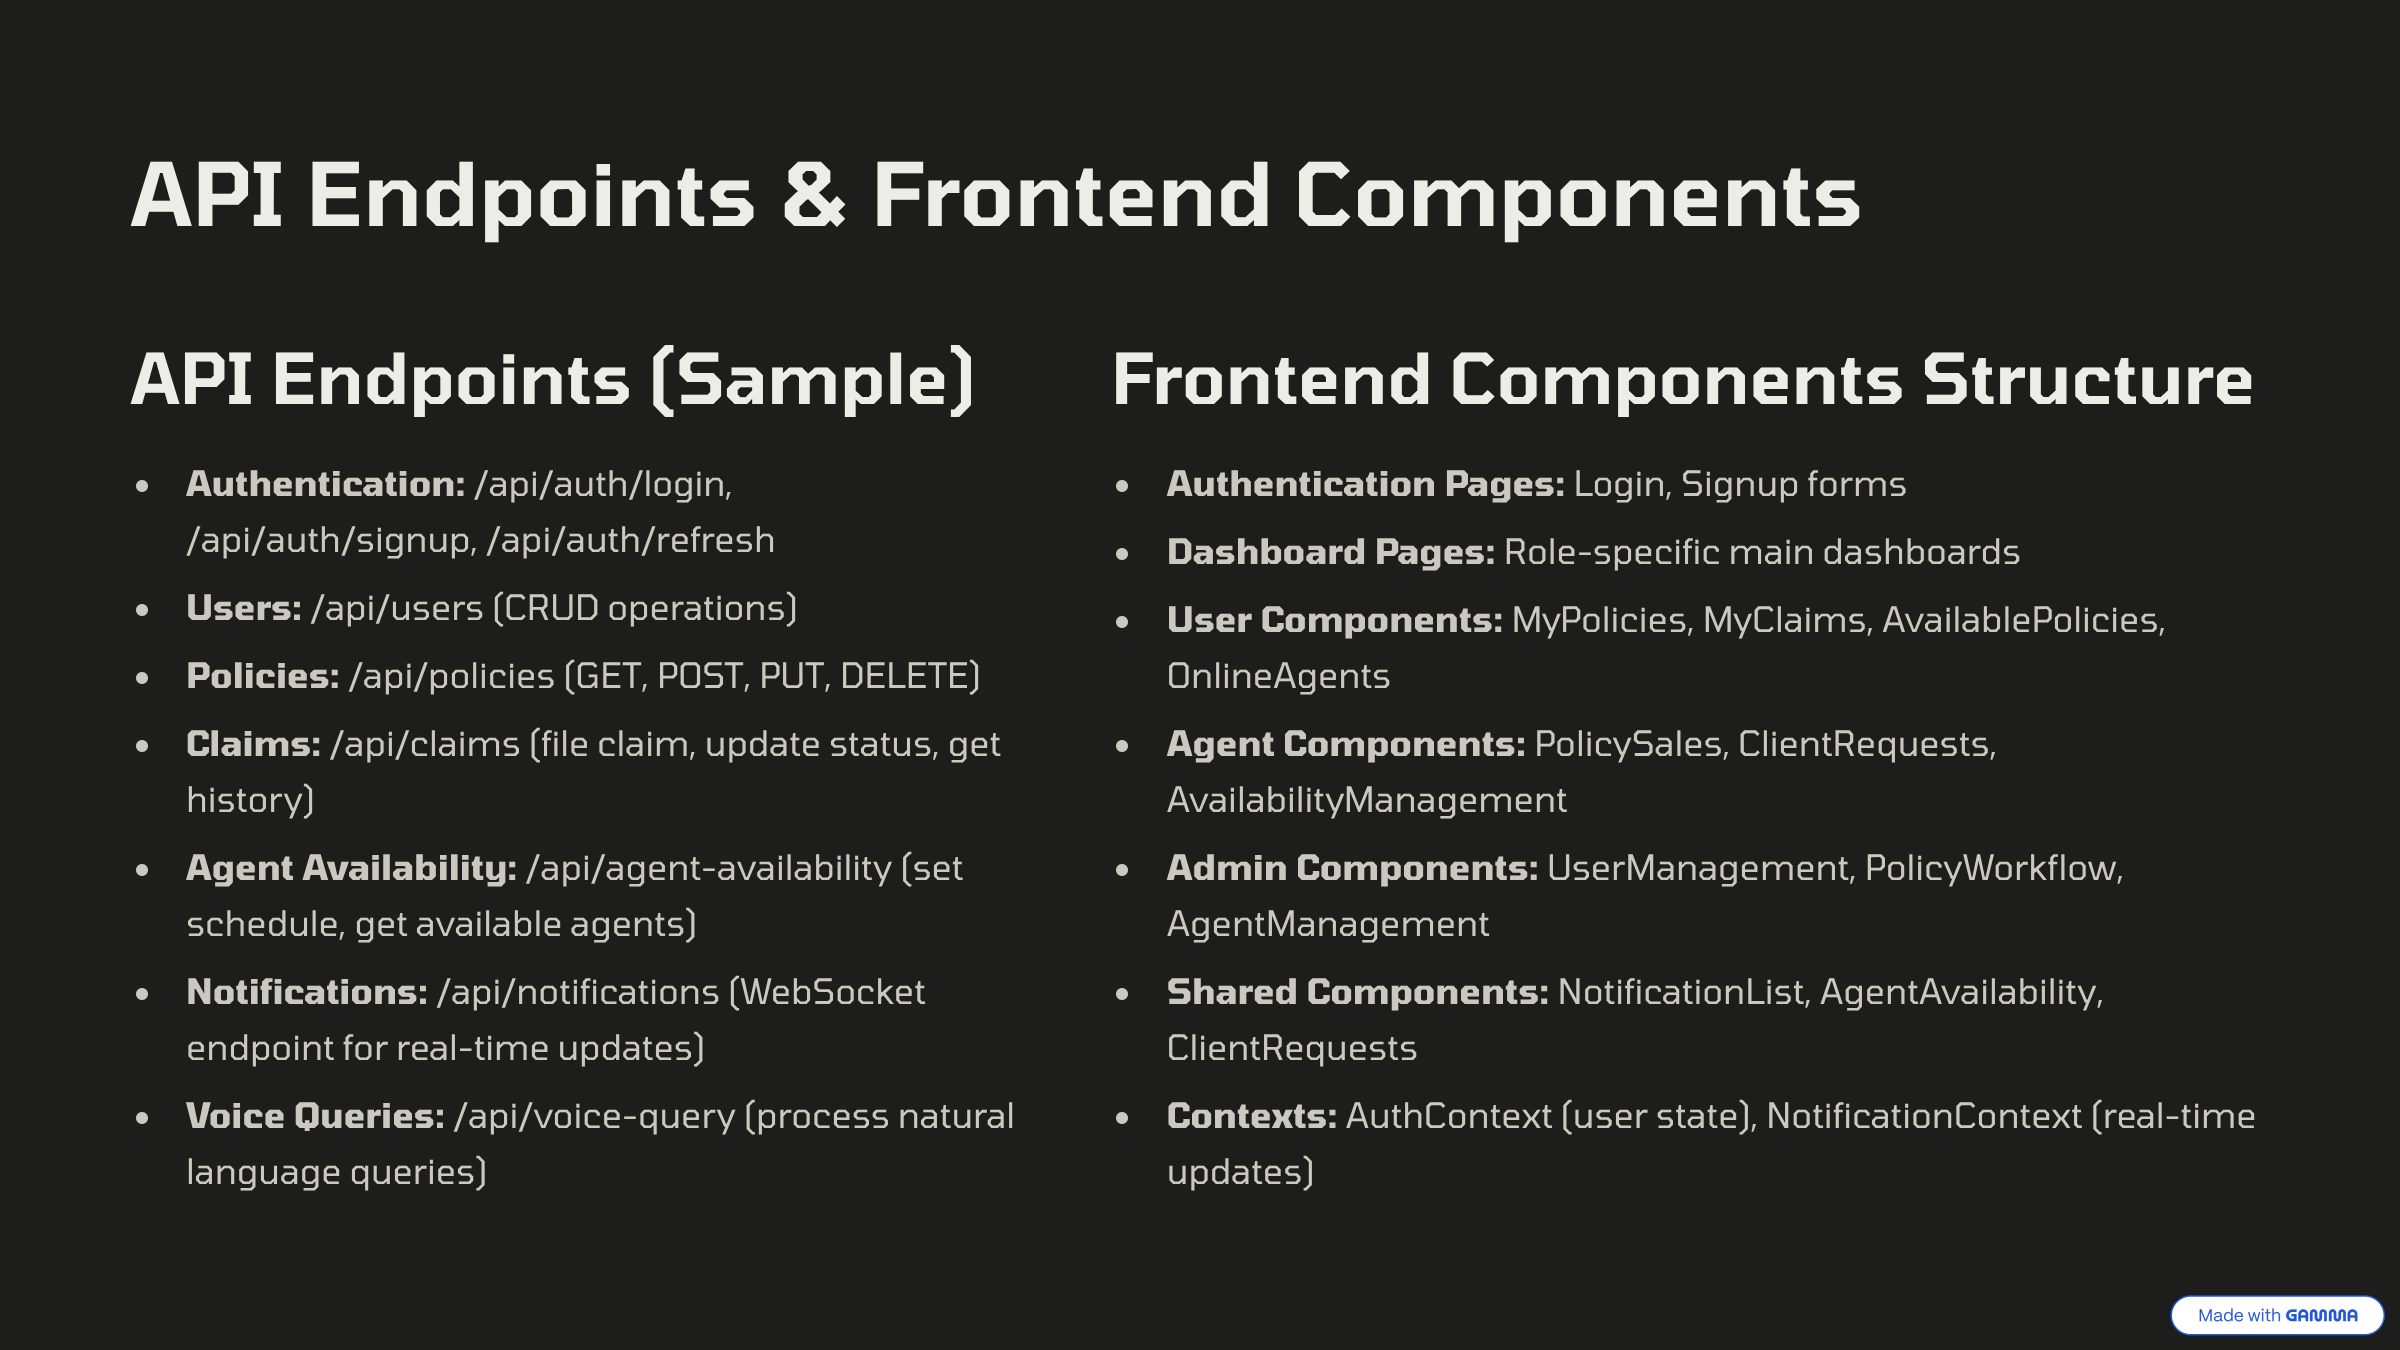 API Endpoints & Frontend Components
API Endpoints (Sample)
• Authentication: /api/auth/login,
/api/auth/signup, /api/auth/refresh
• Users: /api/users (CRUD operations)
• Policies: /api/policies (GET, POST, PUT, DELETE)
• Claims: /api/claims (file claim, update status, get
history)
• Agent Availability: /api/agent-availability (set
schedule, get available agents)
• Notifications: /api/notifications (WebSocket
endpoint for real-time updates)
• Voice Queries: /api/voice-query (process natural
language queries)
Frontend Components Structure
• Authentication Pages: Login, Signup forms
• Dashboard Pages: Role-specific main dashboards
• User Components: MyPolicies, MyClaims, AvailablePolicies,
OnlineAgents
• Agent Components: PolicySales, ClientRequests,
AvailabilityManagement
• Admin Components: UserManagement, PolicyWorkflow,
AgentManagement
• Shared Components: NotificationList, AgentAvailability,
ClientRequests
• Contexts: AuthContext (user state), NotificationContext (real-time
updates)
Made with GAMMA